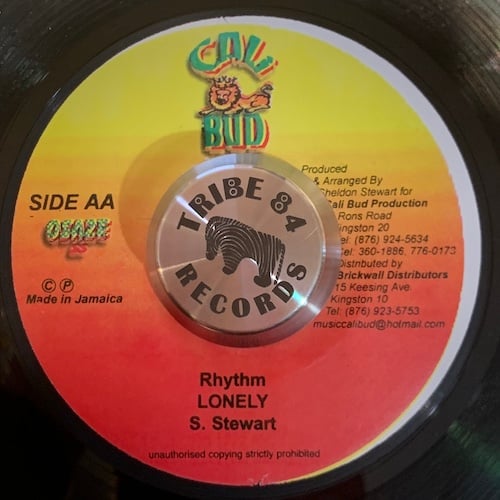 CALI
BUD
SIDE AA
OSAZE
© ℗
Made in Jamaica
TRIBE 84
RECORDS
Produced
& Arranged By
Sheldon Stewart for
Cali Bud Production
Rons Road
Kingston 20
Tel: (876) 924-5634
Cel: 360-1886, 776-0173
Distributed by
Brickwall Distributors
15 Keesing Ave
Kingston 10
Tel: (876) 923-5753
musiccalibud@hotmail.com
Rhythm
LONELY
S. Stewart
unauthorised copying strictly prohibited